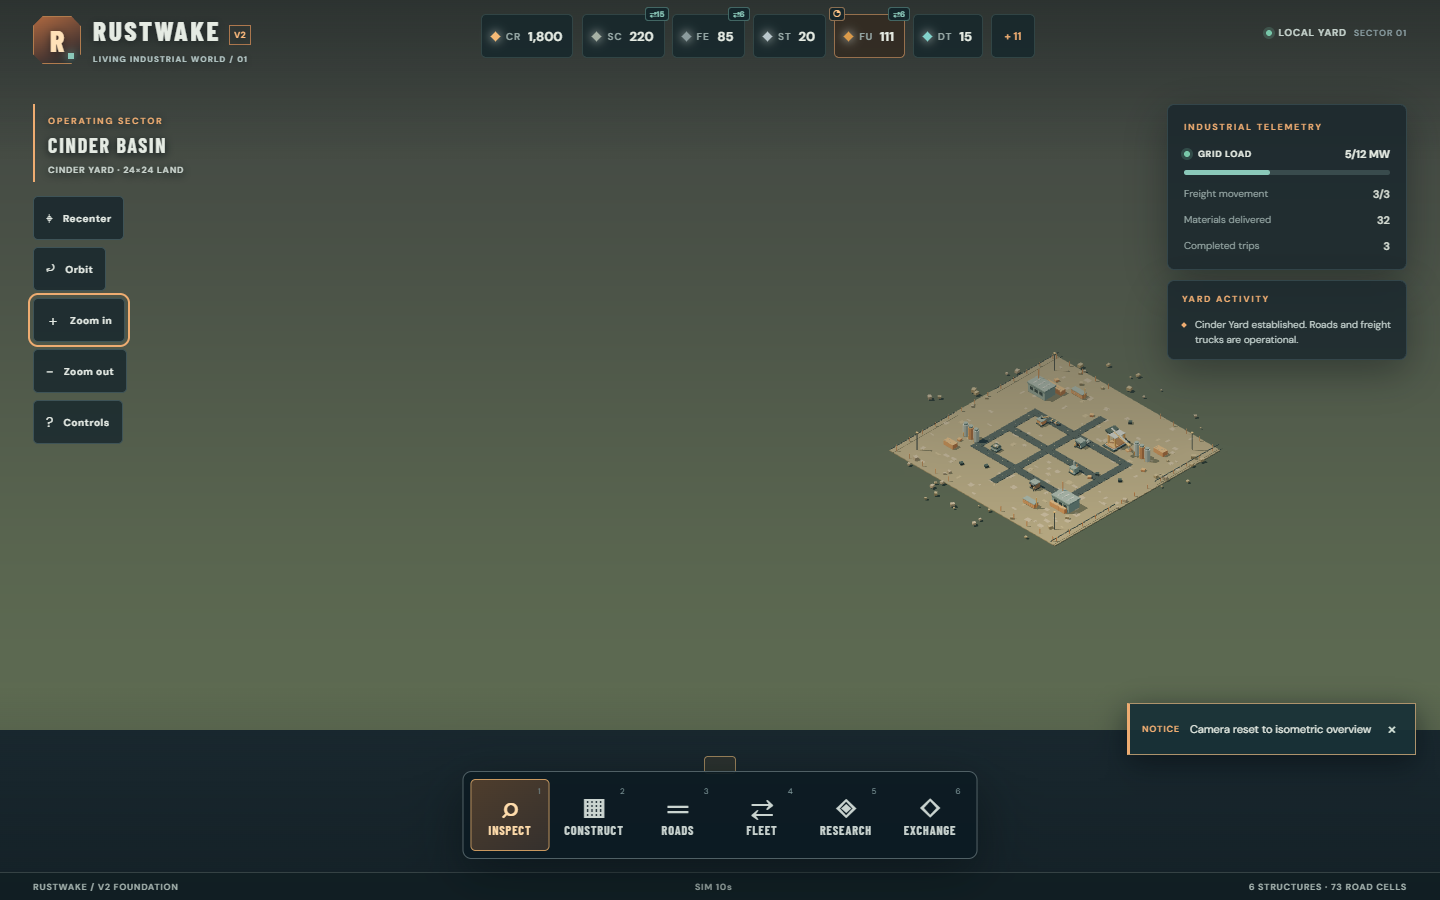 R RUSTWAKE V2
LIVING INDUSTRIAL WORLD / 01
CR 1,800
SC 220
⇄15
FE 85
⇄6
ST 20
FU 111
⇄6
DT 15
+11
LOCAL YARD SECTOR 01
OPERATING SECTOR
CINDER BASIN
CINDER YARD · 24×24 LAND
Recenter
Orbit
+ Zoom in
− Zoom out
? Controls
INDUSTRIAL TELEMETRY
GRID LOAD 5/12 MW
Freight movement 3/3
Materials delivered 32
Completed trips 3
YARD ACTIVITY
Cinder Yard established. Roads and freight
trucks are operational.
NOTICE Camera reset to isometric overview ×
1 INSPECT
2 CONSTRUCT
3 ROADS
4 FLEET
5 RESEARCH
6 EXCHANGE
RUSTWAKE / V2 FOUNDATION
SIM 10s
6 STRUCTURES · 73 ROAD CELLS